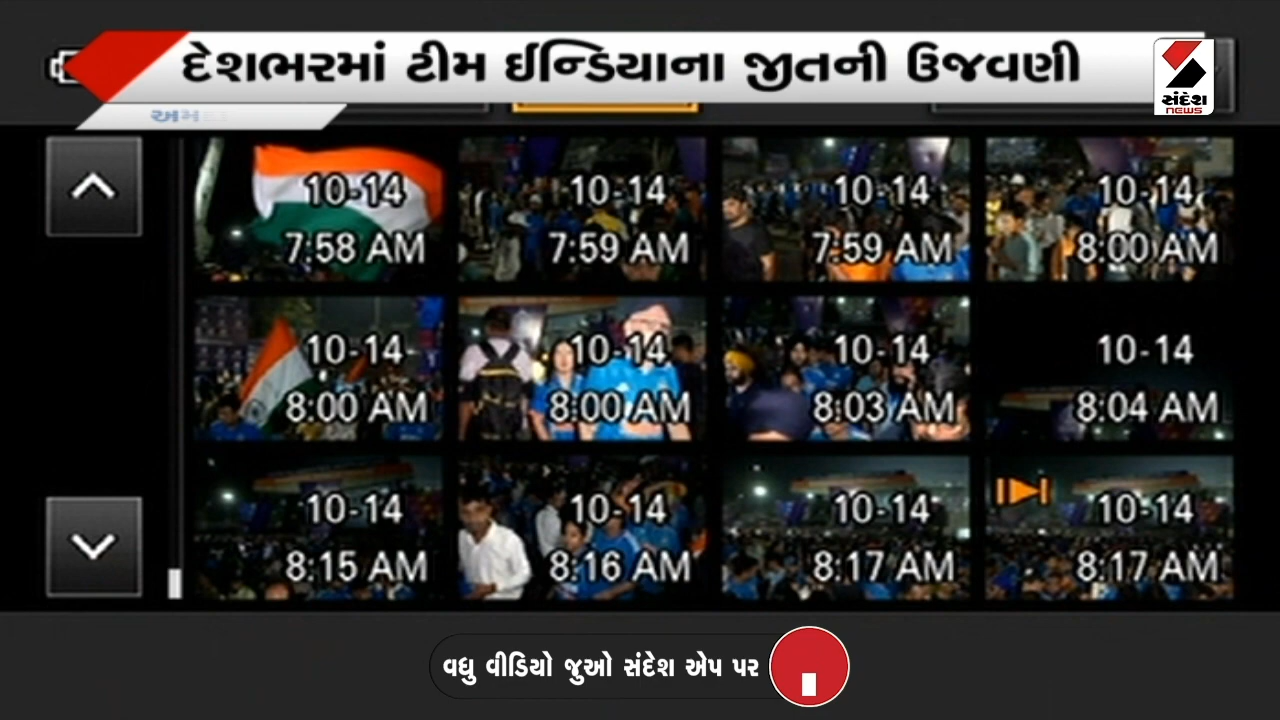 દેશભરમાં ટીમ ઈન્ડિયાના જીતની ઉજવણી
સંદેશ
NEWS
10-14
7:58 AM
10-14
7:59 AM
10-14
7:59 AM
10-14
8:00 AM
10-14
8:00 AM
10-14
8:00 AM
10-14
8:03 AM
10-14
8:04 AM
10-14
8:15 AM
10-14
8:16 AM
10-14
8:17 AM
10-14
8:17 AM
વધુ વીડિયો જુઓ સંદેશ એપ પર